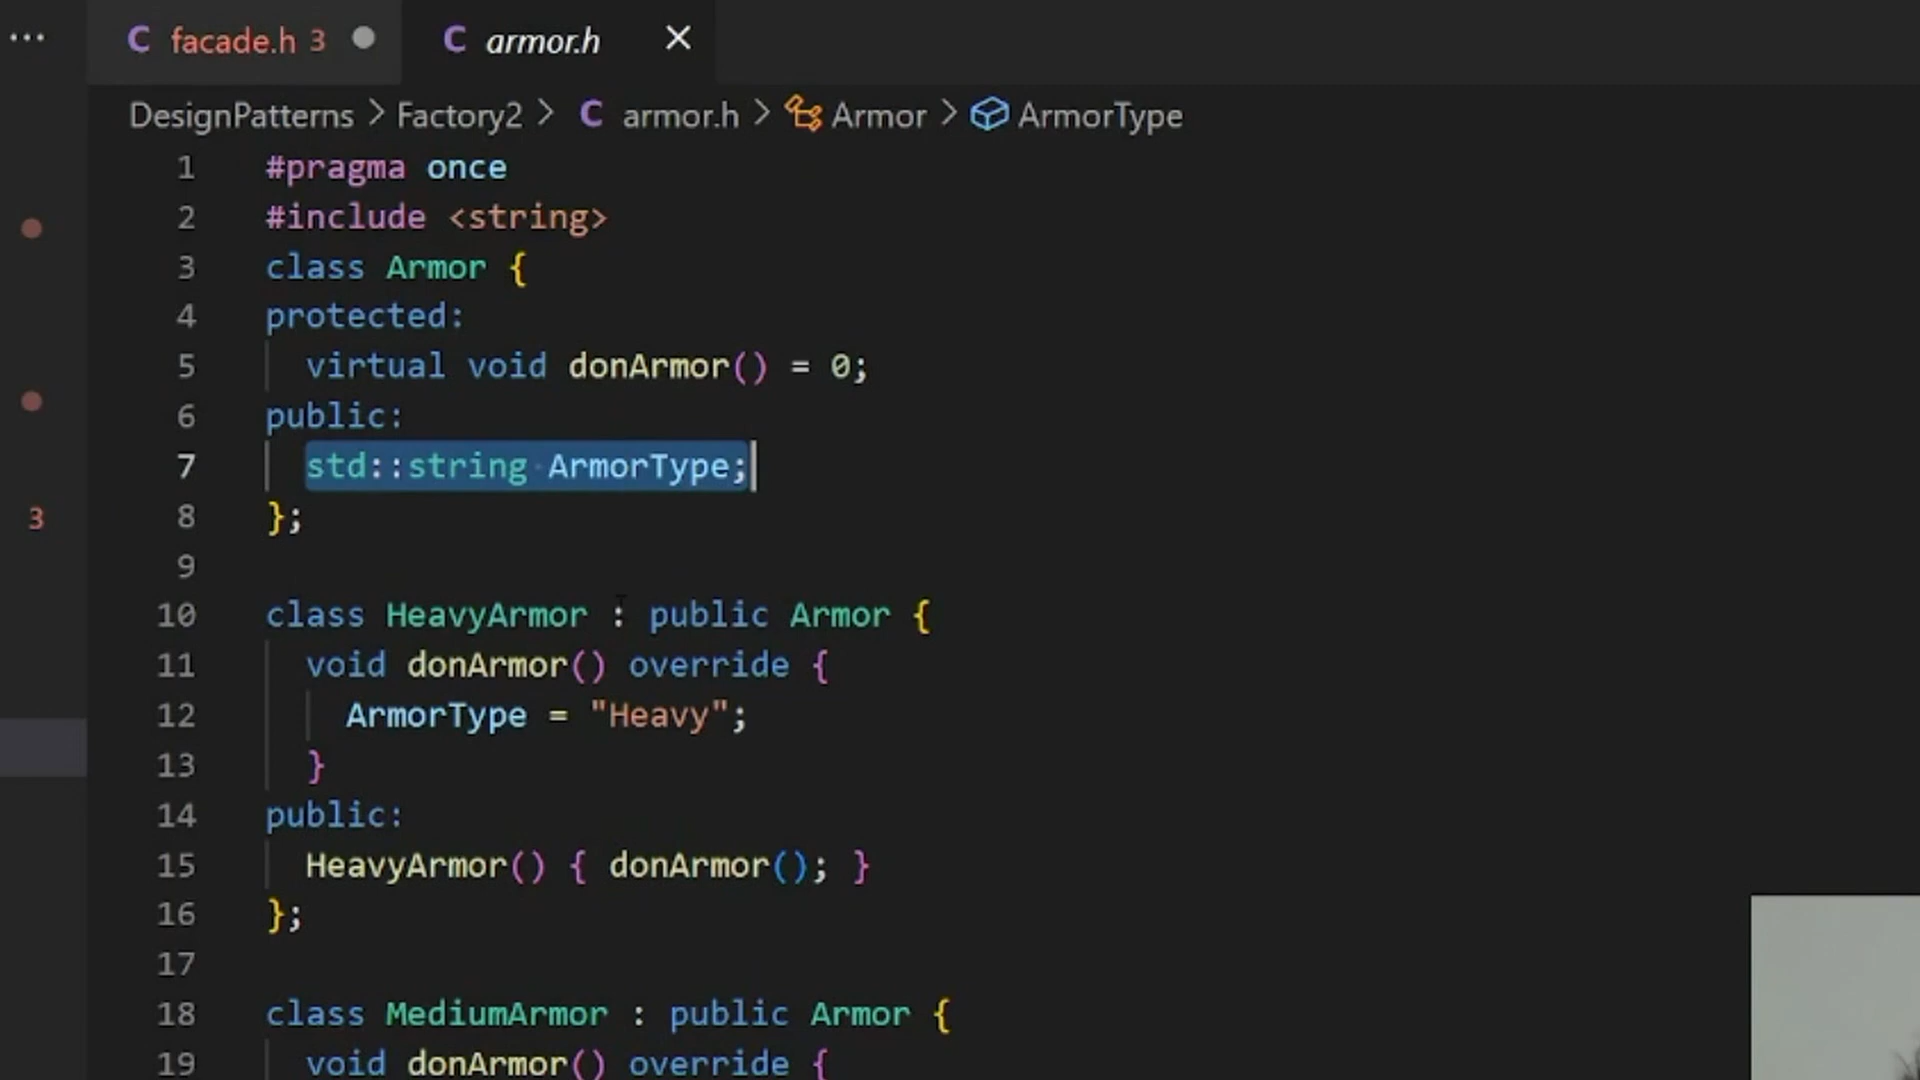 ... facade.h 3 armor.h
DesignPatterns > Factory2 > C armor.h > Armor > ArmorType
1 #pragma once
2 #include <string>
3 class Armor {
4 protected:
5 virtual void donArmor() = 0;
6 public:
7 std::string ArmorType;
3
8 };
9
10 class HeavyArmor : public Armor {
11 void donArmor() override {
12 ArmorType = "Heavy";
13 }
14 public:
15 HeavyArmor() { donArmor(); }
16 };
17
18 class MediumArmor : public Armor {
19 void donArmor() override {